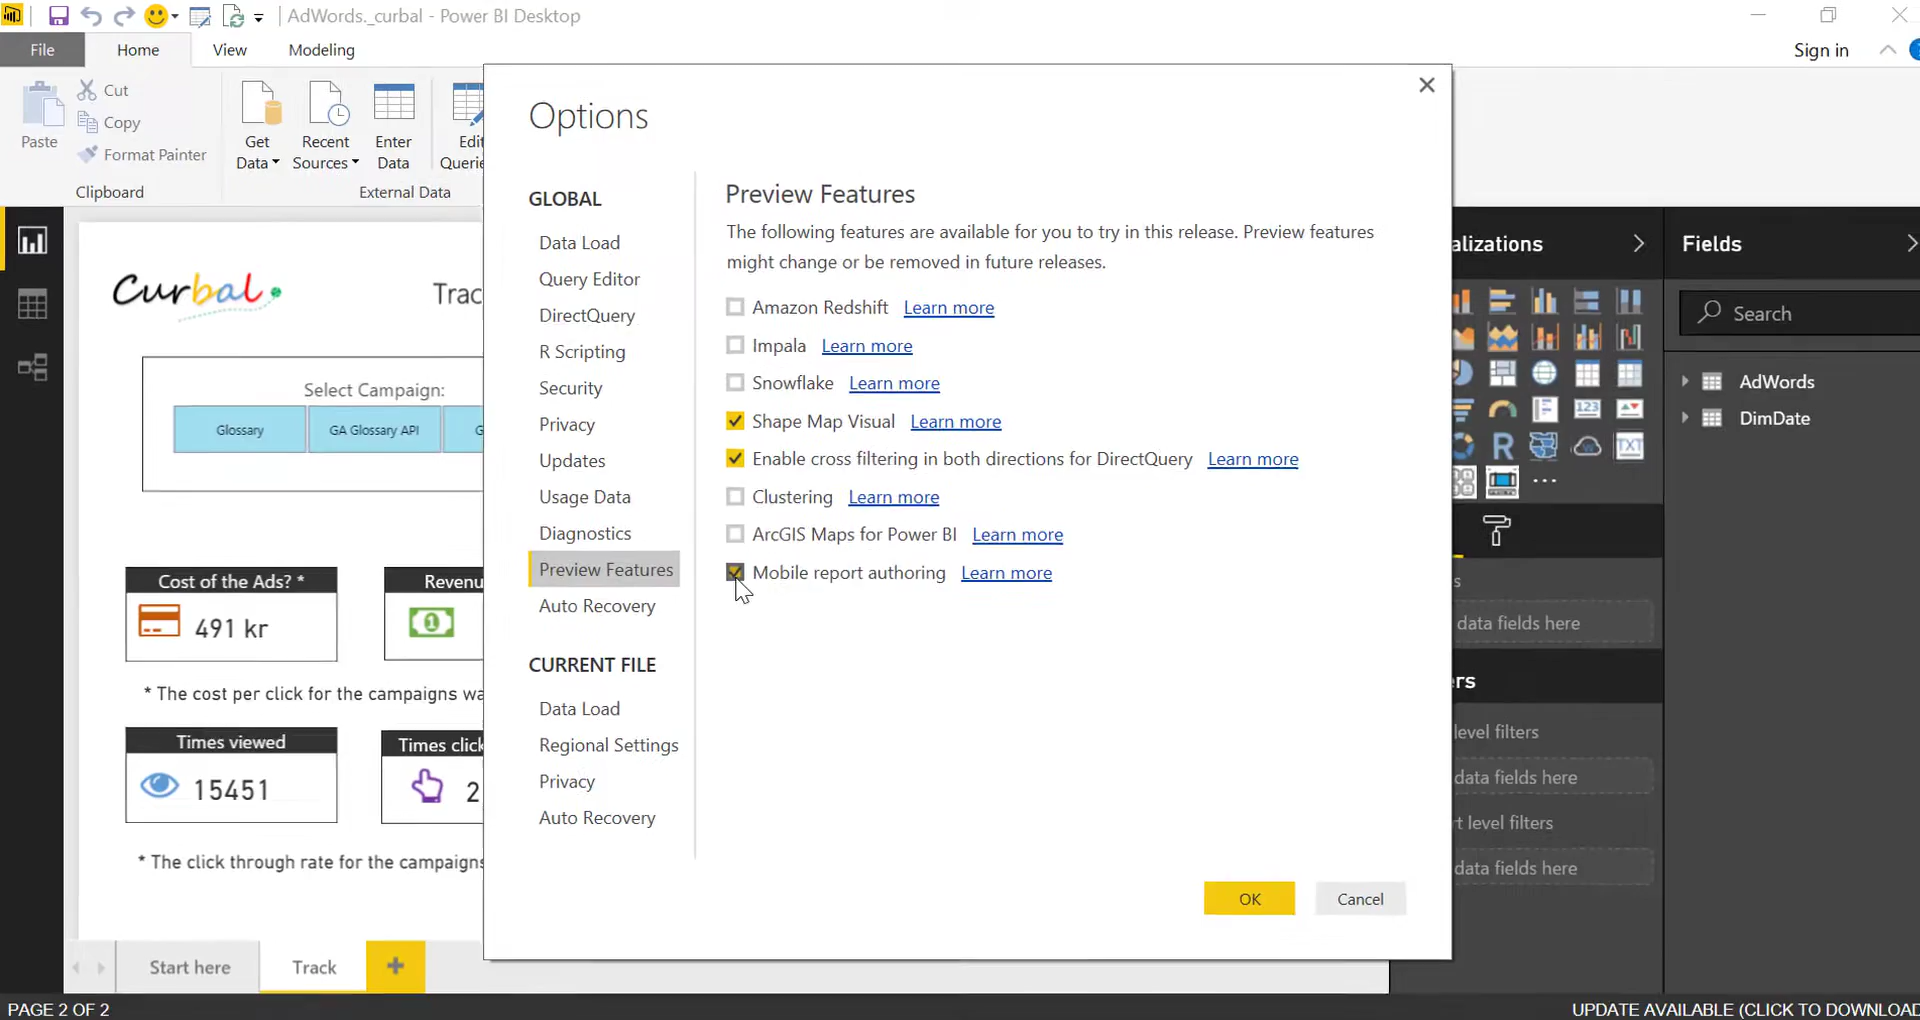 AdWords._curbal - Power BI Desktop
File
Home
View
Modeling
Sign in
Paste
Cut
Copy
Format Painter
Clipboard
Get Data
Recent Sources
Enter Data
Edit
External Data
Options
GLOBAL
Data Load
Query Editor
DirectQuery
R Scripting
Security
Privacy
Updates
Usage Data
Diagnostics
Preview Features
Auto Recovery
CURRENT FILE
Data Load
Regional Settings
Privacy
Auto Recovery
Preview Features
The following features are available for you to try in this release. Preview features
might change or be removed in future releases.
Amazon Redshift Learn more
Impala Learn more
Snowflake Learn more
Shape Map Visual Learn more
Enable cross filtering in both directions for DirectQuery Learn more
Clustering Learn more
ArcGIS Maps for Power BI Learn more
Mobile report authoring Learn more
OK
Cancel
Curbal
Select Campaign:
Glossary
GA Glossary API
Cost of the Ads? *
491 kr
* The cost per click for the campaigns
Times viewed
15451
Times
* The click through rate for the campaigns
Start here
Track
+
PAGE 2 OF 2
Fields
Search
AdWords
DimDate
R
123
TXT
data fields here
level filters
data fields here
level filters
data fields here
UPDATE AVAILABLE (CLICK TO DOWNLOAD